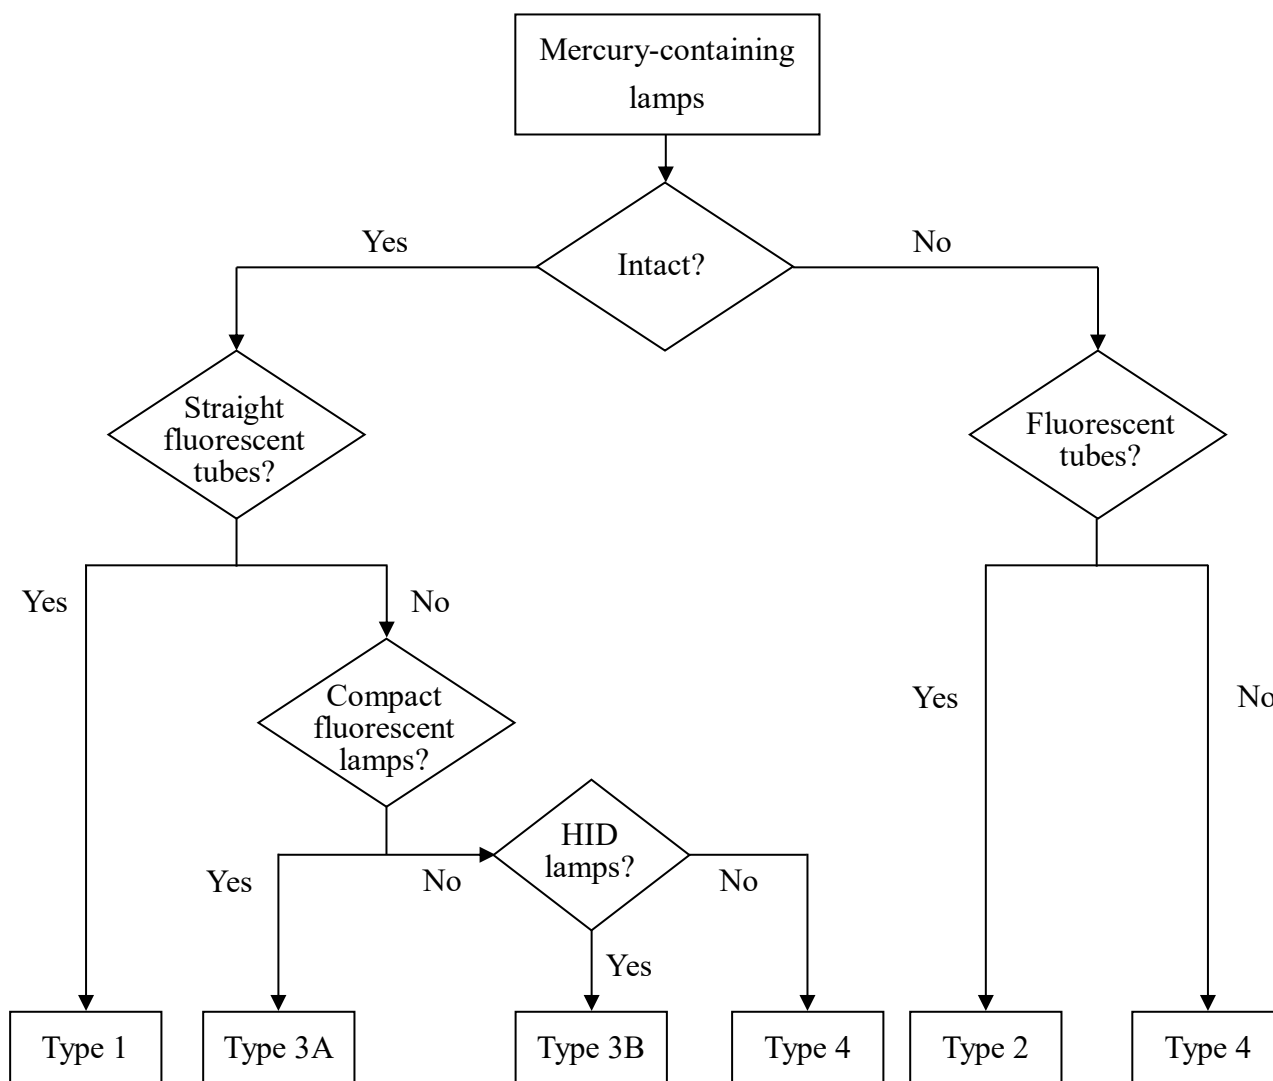 Mercury-containing
lamps
Intact?
Yes
No
Straight
fluorescent
tubes?
Fluorescent
tubes?
Yes
No
Compact
fluorescent
lamps?
Yes
No
HID
lamps?
Yes
No
Yes
No
Type 1
Type 3A
Type 3B
Type 4
Type 2
Type 4